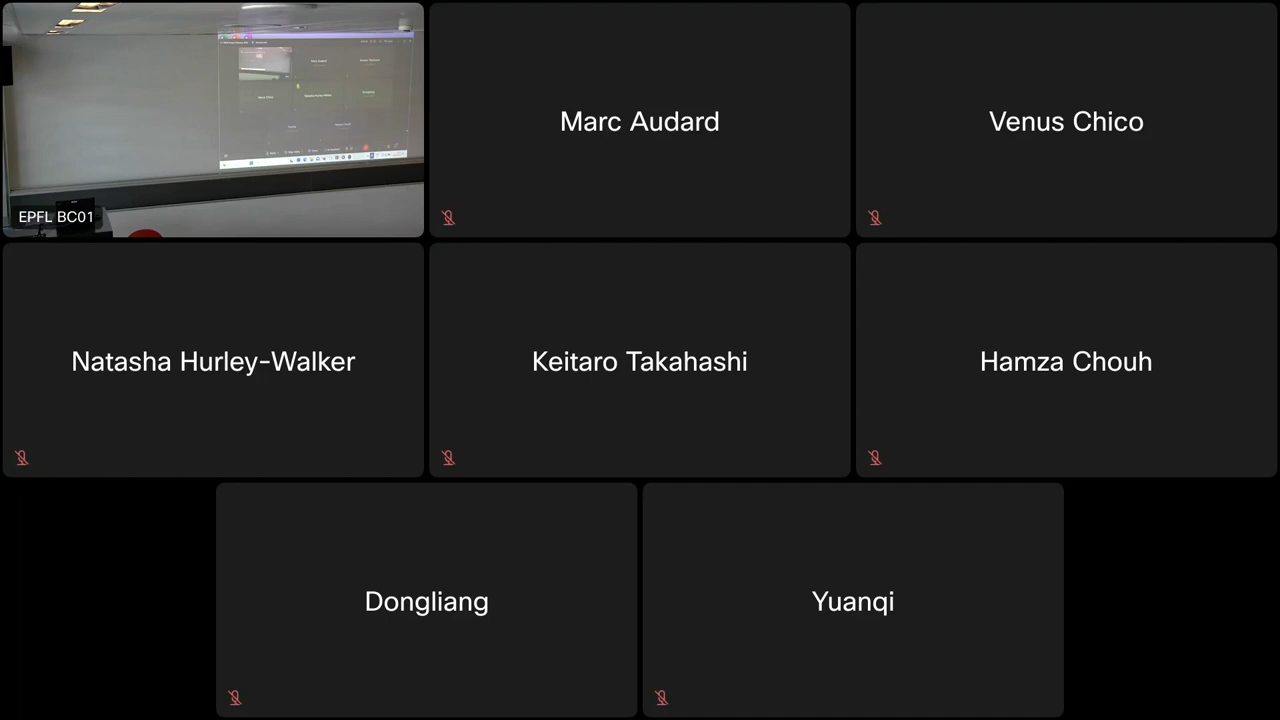 EPFL BC01
Marc Audard
Venus Chico
Natasha Hurley-Walker
Keitaro Takahashi
Hamza Chouh
Dongliang
Yuanqi